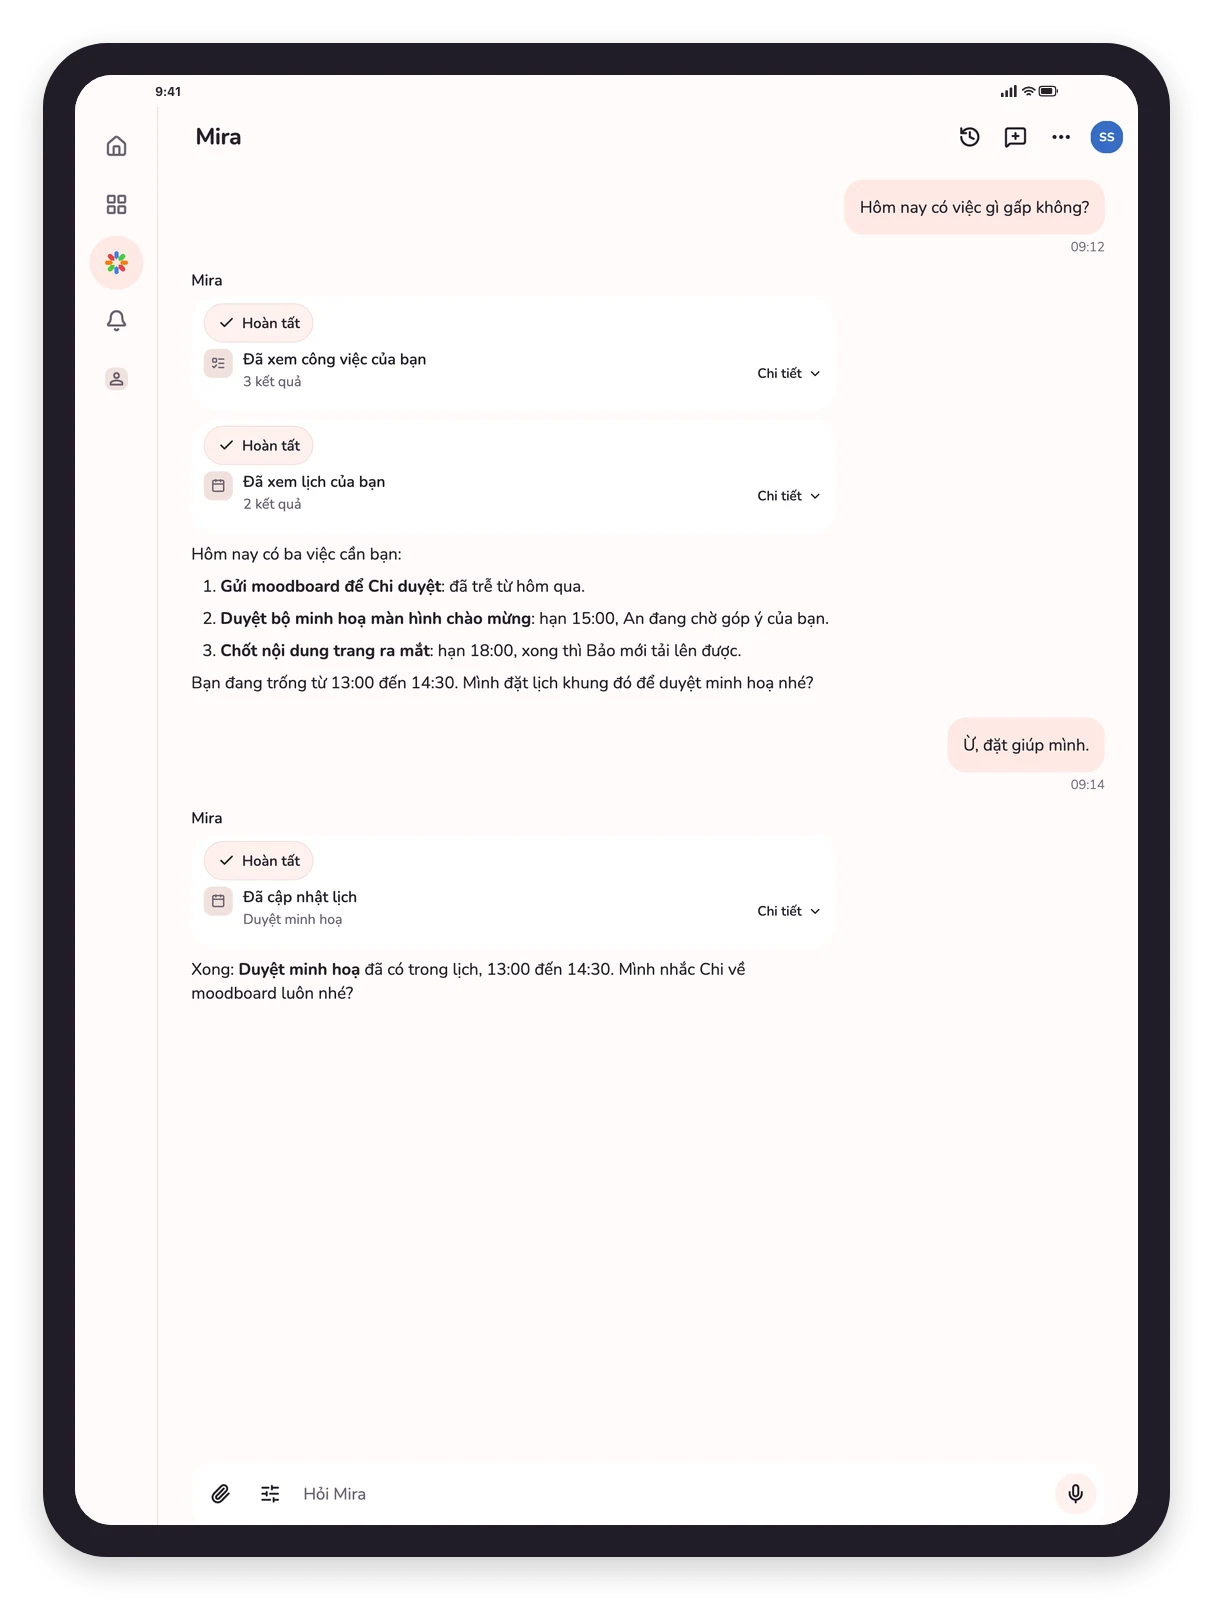 9:41
Mira
SS
Hôm nay có việc gì gấp không?
09:12
Mira
Hoàn tất
Đã xem công việc của bạn
3 kết quả
Chi tiết
Hoàn tất
Đã xem lịch của bạn
2 kết quả
Chi tiết
Hôm nay có ba việc cần bạn:
1. Gửi moodboard để Chi duyệt: đã trễ từ hôm qua.
2. Duyệt bộ minh hoạ màn hình chào mừng: hạn 15:00, An đang chờ góp ý của bạn.
3. Chốt nội dung trang ra mắt: hạn 18:00, xong thì Bảo mới tải lên được.
Bạn đang trống từ 13:00 đến 14:30. Mình đặt lịch khung đó để duyệt minh hoạ nhé?
Ừ, đặt giúp mình.
09:14
Mira
Hoàn tất
Đã cập nhật lịch
Duyệt minh hoạ
Chi tiết
Xong: Duyệt minh hoạ đã có trong lịch, 13:00 đến 14:30. Mình nhắc Chi về
moodboard luôn nhé?
Hỏi Mira